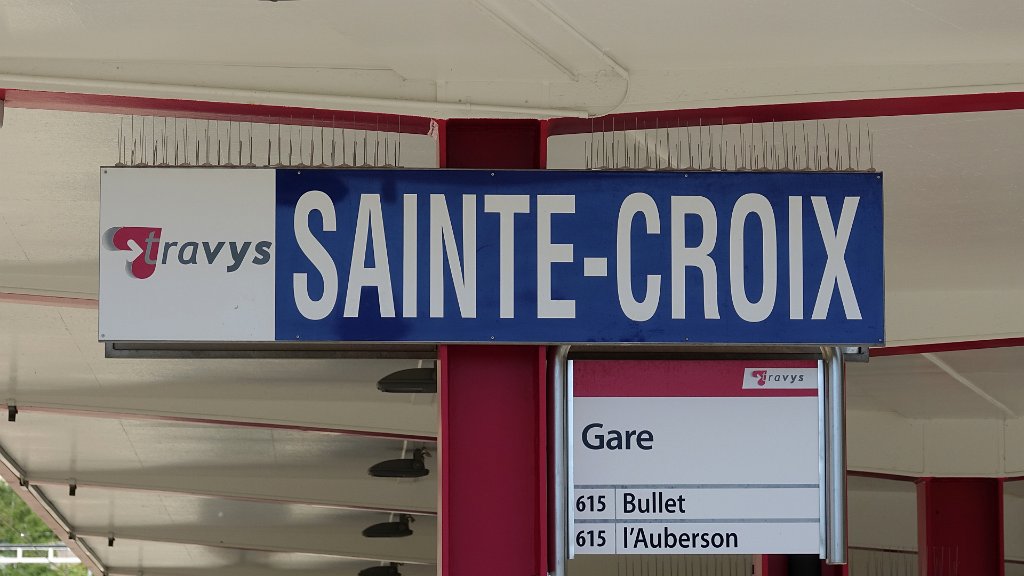 travys SAINTE-CROIX
travys
Gare
615 Bullet
615 l'Auberson